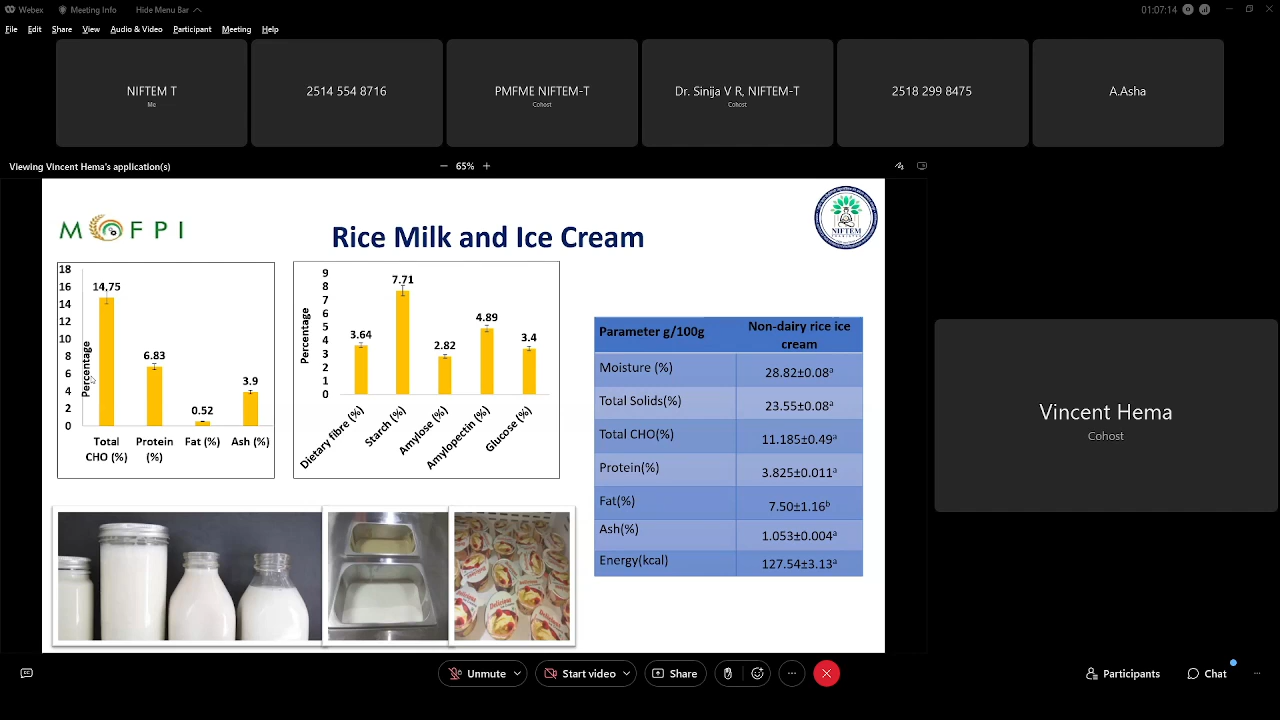 Webex
Meeting Info
Hide Menu Bar
01:07:14
File Edit Share View Audio & Video Participant Meeting Help
NIFTEM T
Me
2514 554 8716
PMFME NIFTEM-T
Cohost
Dr. Sinija V R, NIFTEM-T
Cohost
2518 299 8475
A.Asha
Viewing Vincent Hema's application(s)
65%
M FPI
NIFTEM
Rice Milk and Ice Cream
18
16
14
12
10
8
6
4
2
0
Percentage
14.75
6.83
0.52
3.9
Total CHO (%)
Protein (%)
Fat (%)
Ash (%)
9
8
7
6
5
4
3
2
1
0
Percentage
3.64
7.71
2.82
4.89
3.4
Dietary fibre (%)
Starch (%)
Amylose (%)
Amylopectin (%)
Glucose (%)
Parameter g/100g Non-dairy rice ice cream
Moisture (%) 28.82±0.08ᵃ
Total Solids(%) 23.55±0.08ᵃ
Total CHO(%) 11.185±0.49ᵃ
Protein(%) 3.825±0.011ᵃ
Fat(%) 7.50±1.16ᵇ
Ash(%) 1.053±0.004ᵃ
Energy(kcal) 127.54±3.13ᵃ
Delicious
Delicious
Vincent Hema
Cohost
Unmute
Start video
Share
Participants
Chat